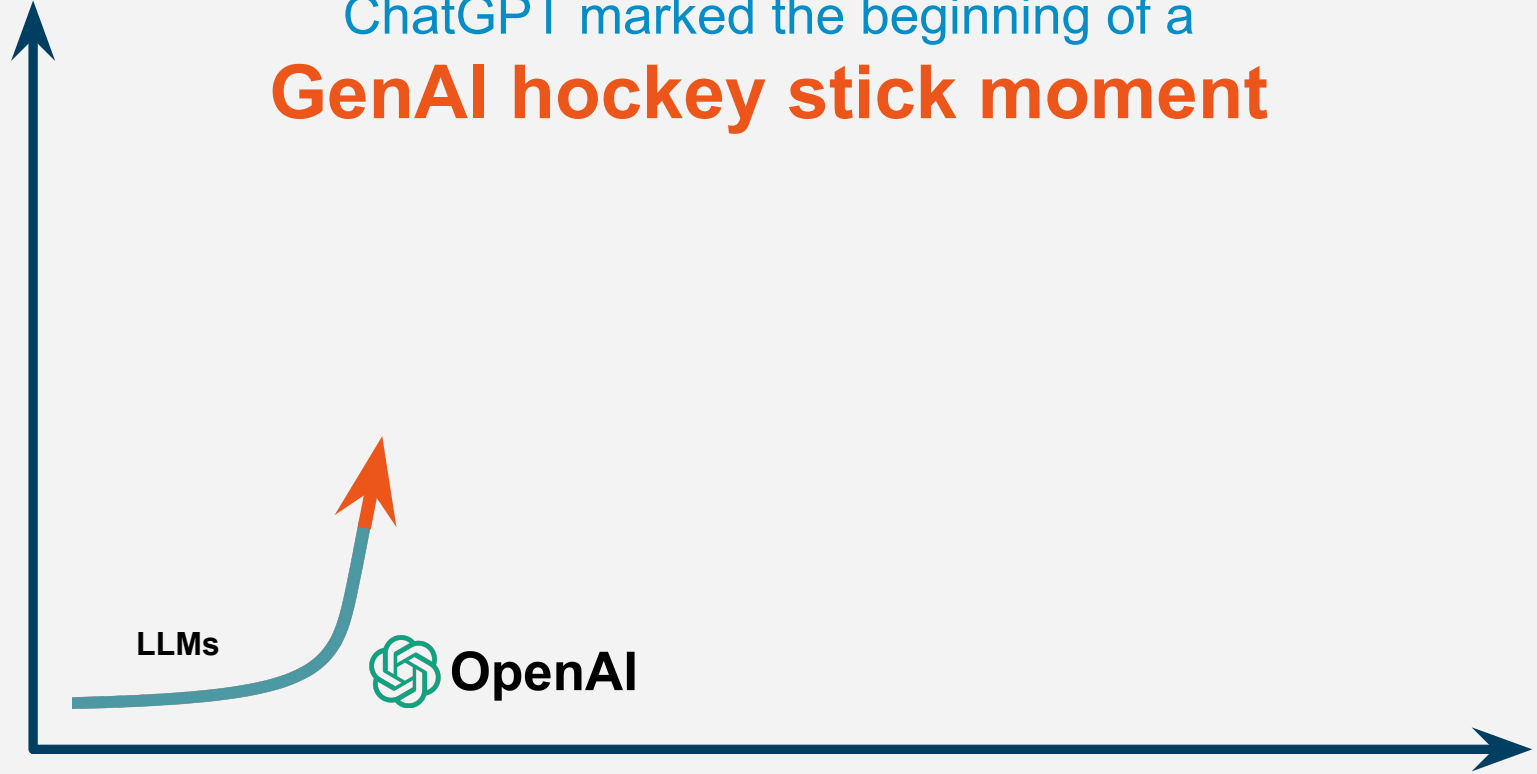 ChatGPT marked the beginning of a
GenAI hockey stick moment
LLMs
OpenAI